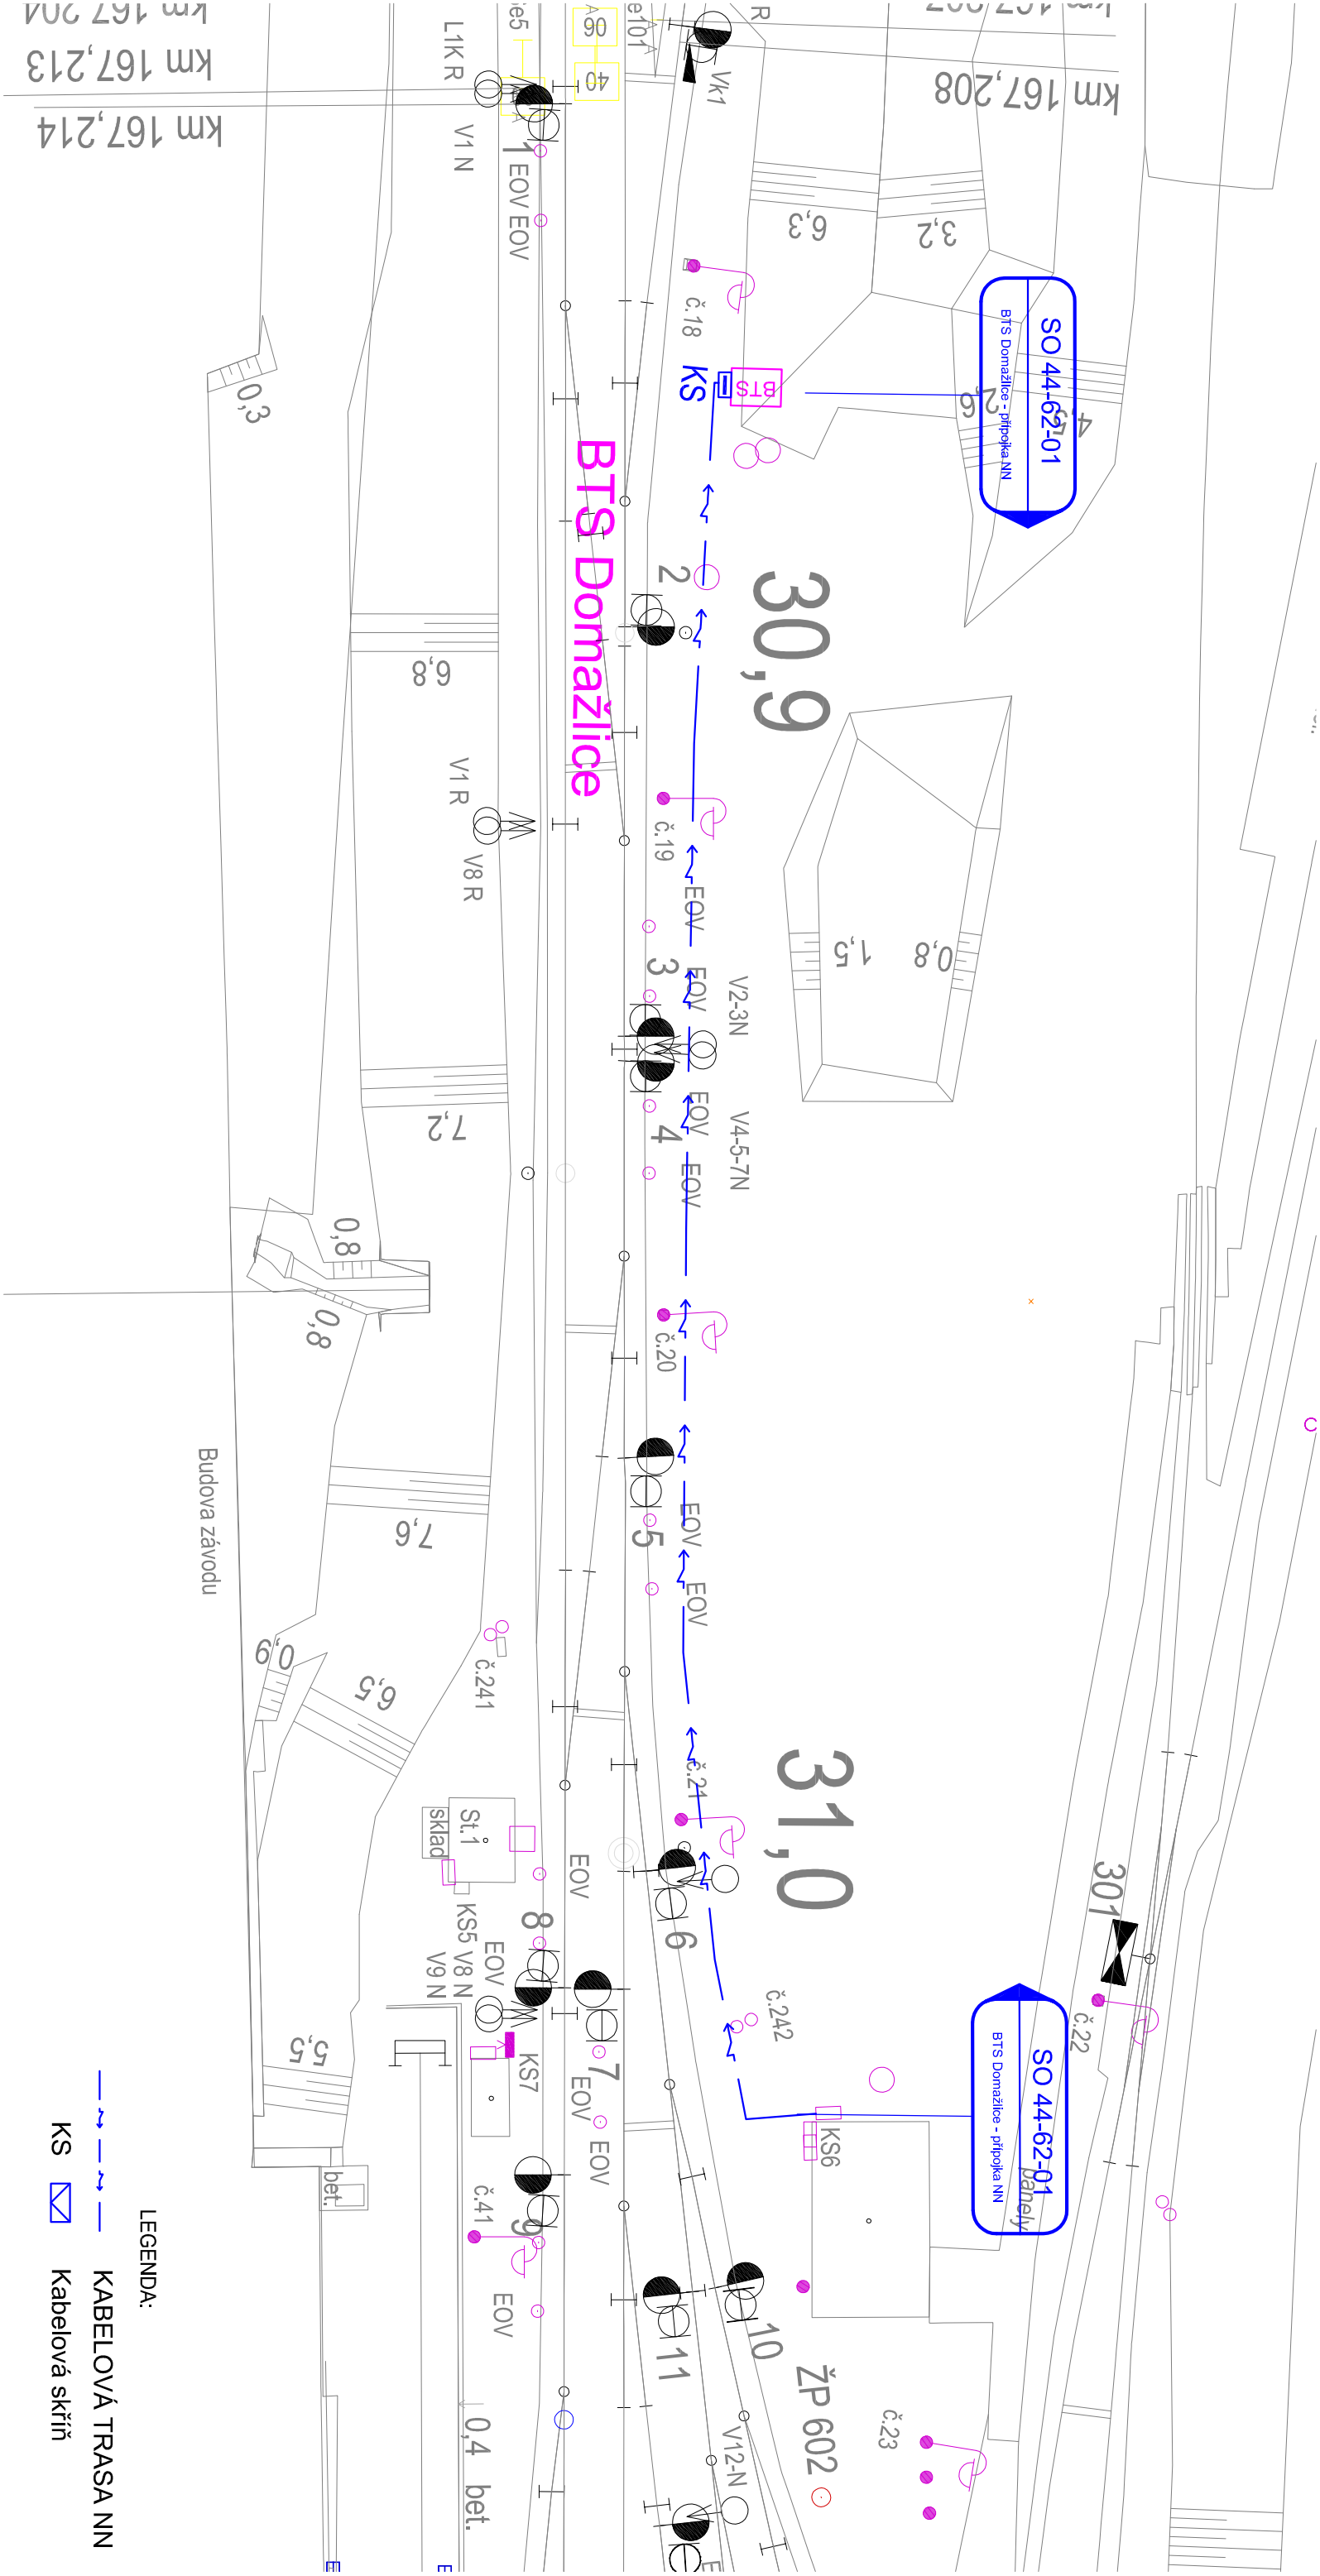 km 167,213
km 167,214
L1K R
V1 N
90
40
Vk1
R
km 167,208
1
EOV EOV
6,3
3,2
č.18
KS
BTS
SO 44-62-01
BTS Domažlice - přípojka NN
2,6
0,3
BTS Domažlice
2
30,9
6,8
V1 R
V8 R
č.19
EOV
3
EOV
V2-3N
1,5
0,8
EOV
4
V4-5-7N
EOV
7,2
0,8
0,8
č.20
Budova závodu
7,6
5
EOV
EOV
0,9
6,5
č.241
č.21
31,0
St.1
sklad
EOV
6
301
8
KS5 V8 N
EOV
V9 N
č.242
č.22
5,5
KS7
7
EOV
EOV
KS6
SO 44-62-01
BTS Domažlice - přípojka NN
panely
bet.
č.41
9
EOV
11
10
ŽP 602
č.23
V12-N
0,4 bet.
LEGENDA:
KABELOVÁ TRASA NN
KS Kabelová skříň